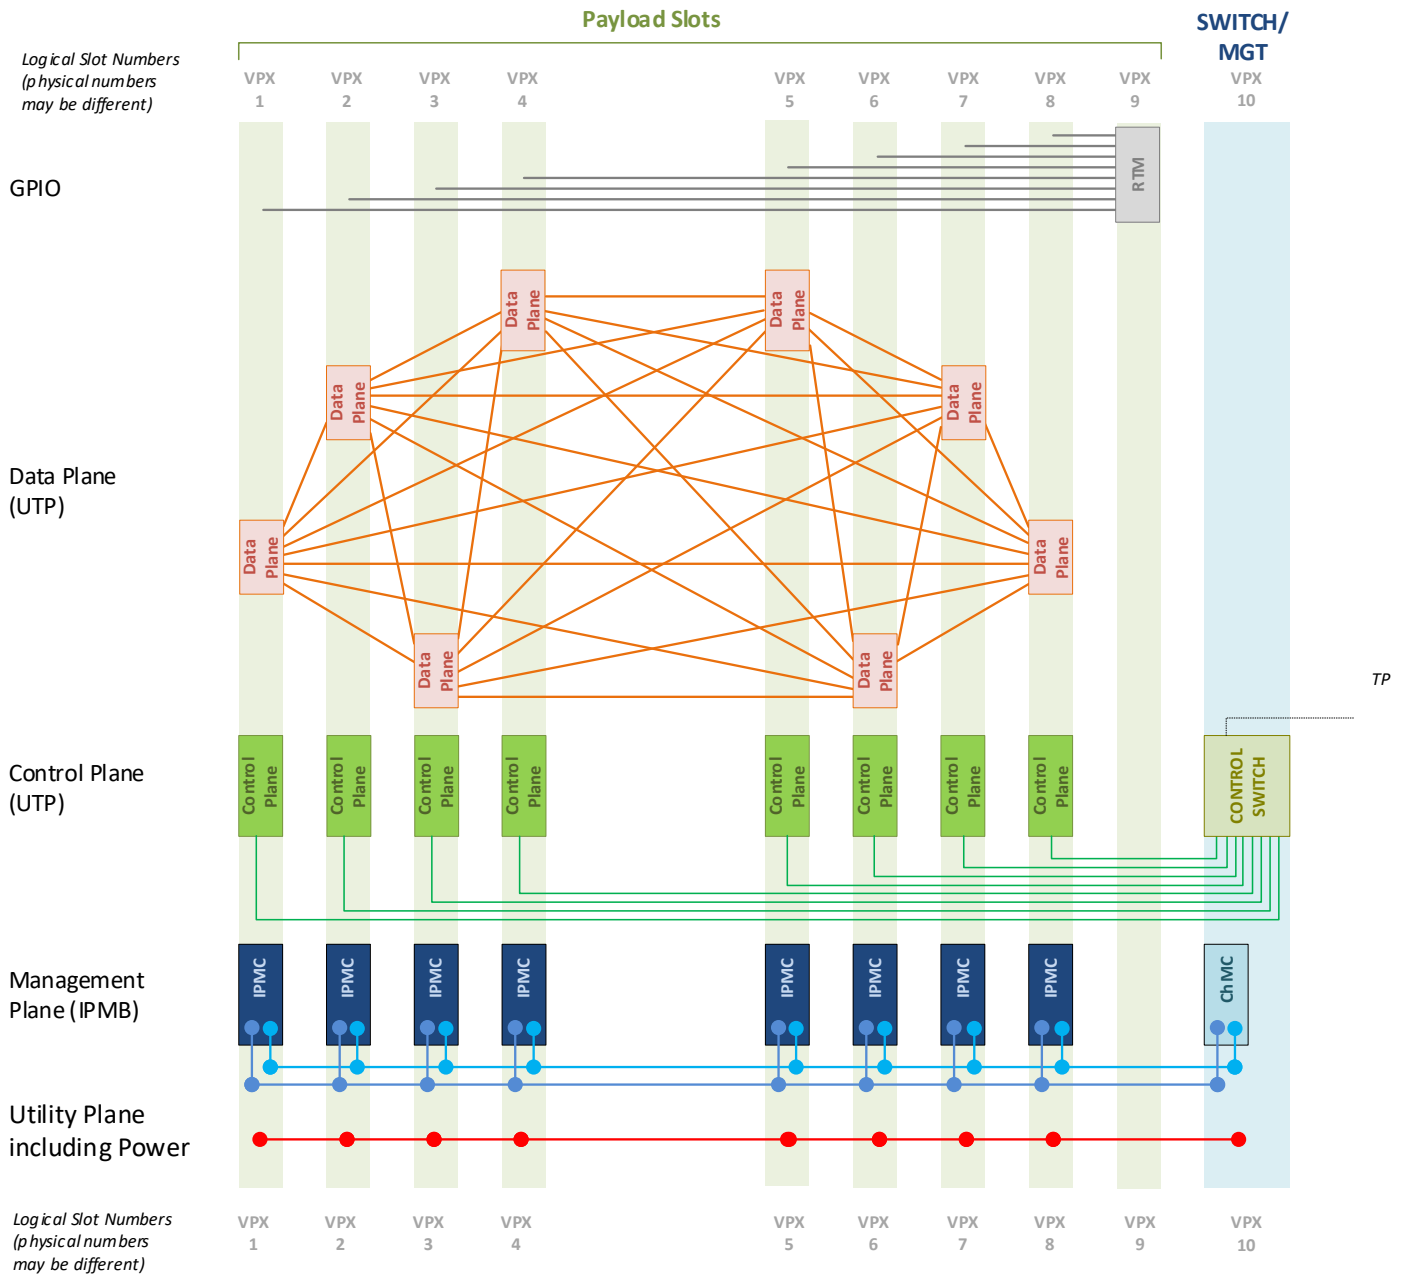 Payload Slots
SWITCH/
MGT
Logical Slot Numbers
(physical numbers
may be different)
VPX
1
VPX
2
VPX
3
VPX
4
VPX
5
VPX
6
VPX
7
VPX
8
VPX
9
VPX
10
GPIO
RTM
Data
Plane
Data
Plane
Data
Plane
Data
Plane
Data Plane
(UTP)
Data
Plane
Data
Plane
Data
Plane
Data
Plane
TP
Control Plane
(UTP)
Control
Plane
Control
Plane
Control
Plane
Control
Plane
Control
Plane
Control
Plane
Control
Plane
Control
Plane
CONTROL
SWITCH
Management
Plane (IPMB)
IPMC
IPMC
IPMC
IPMC
IPMC
IPMC
IPMC
IPMC
ChMC
Utility Plane
including Power
Logical Slot Numbers
(physical numbers
may be different)
VPX
1
VPX
2
VPX
3
VPX
4
VPX
5
VPX
6
VPX
7
VPX
8
VPX
9
VPX
10